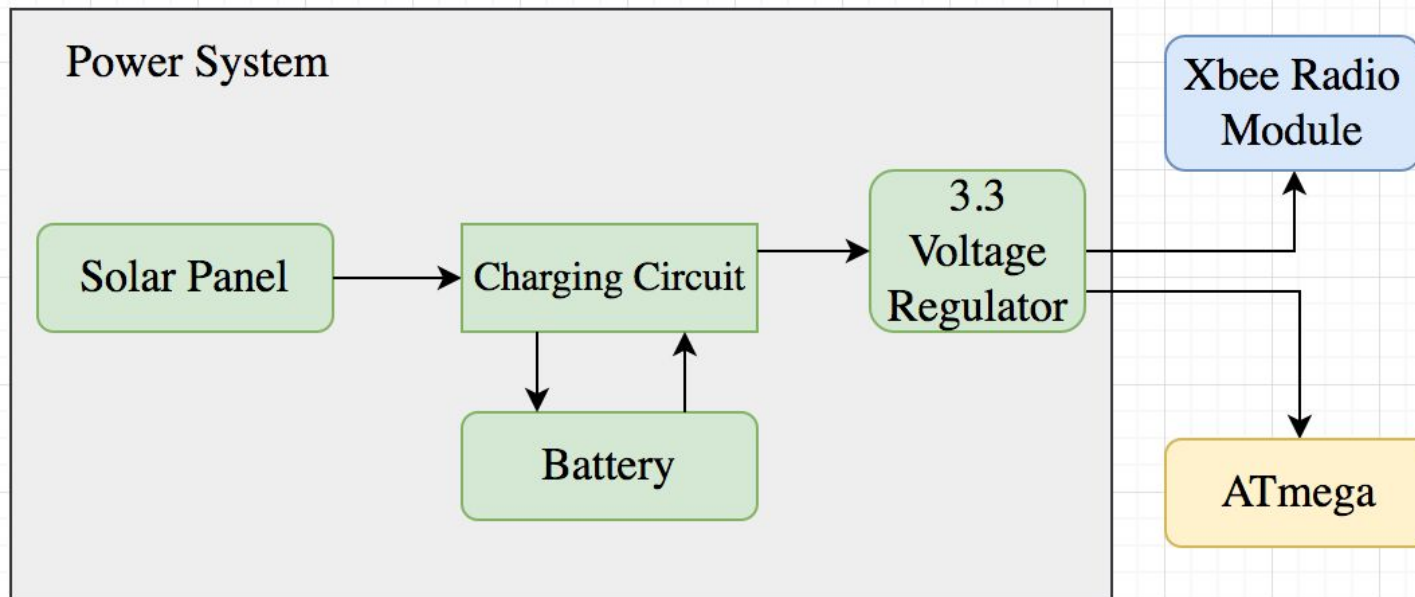 Power System
Xbee Radio
Module
3.3
Voltage
Regulator
Solar Panel
Charging Circuit
Battery
ATmega